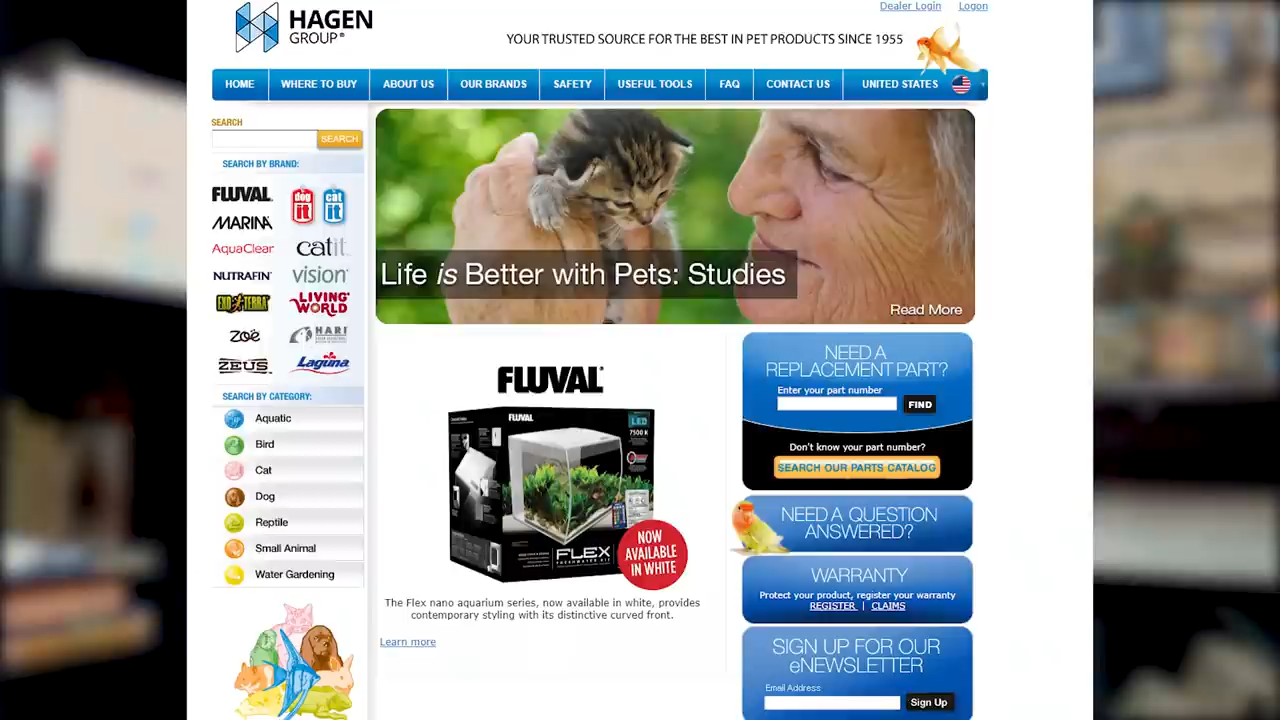 Dealer Login Logon
HAGEN
GROUP®
YOUR TRUSTED SOURCE FOR THE BEST IN PET PRODUCTS SINCE 1955
HOME WHERE TO BUY ABOUT US OUR BRANDS SAFETY USEFUL TOOLS FAQ CONTACT US UNITED STATES
SEARCH
SEARCH
SEARCH BY BRAND:
FLUVAL
dog it
cat it
MARINA
AquaClear
catit
NUTRAFIN
vision
EXO TERRA
LIVING WORLD
Zoë
HARI
ZEUS
Laguna
SEARCH BY CATEGORY:
Aquatic
Bird
Cat
Dog
Reptile
Small Animal
Water Gardening
Life is Better with Pets: Studies
Read More
FLUVAL
FLUVAL
LED
7500 K
FLEX
NOW
AVAILABLE
IN WHITE
The Flex nano aquarium series, now available in white, provides
contemporary styling with its distinctive curved front.
Learn more
NEED A
REPLACEMENT PART?
Enter your part number
FIND
Don't know your part number?
SEARCH OUR PARTS CATALOG
NEED A QUESTION
ANSWERED?
WARRANTY
Protect your product, register your warranty
REGISTER | CLAIMS
SIGN UP FOR OUR
eNEWSLETTER
Email Address
Sign Up